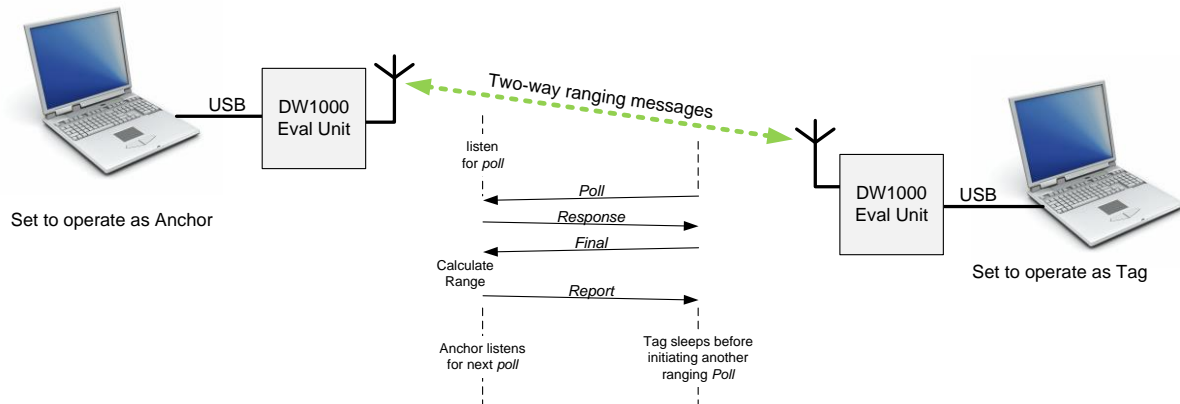 USB
DW1000
Eval Unit
Set to operate as Anchor
Two-way ranging messages
listen
for poll
Poll
Response
Final
Calculate
Range
Report
Anchor listens
for next poll
Tag sleeps before
initiating another
ranging Poll
DW1000
Eval Unit
USB
Set to operate as Tag